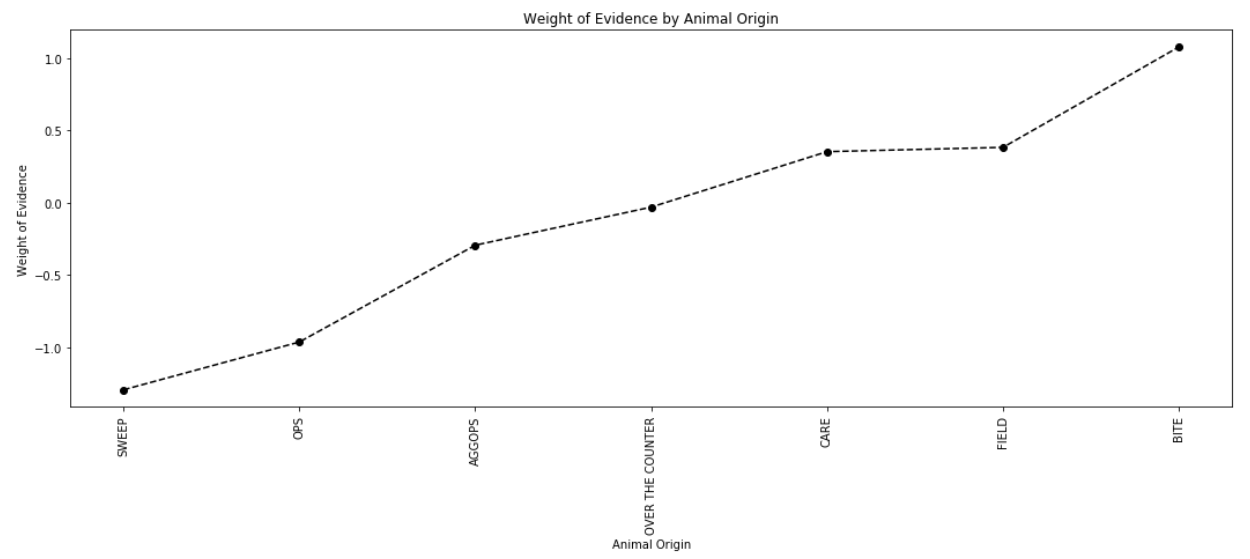 Weight of Evidence by Animal Origin
Weight of Evidence
1.0
0.5
0.0
−0.5
−1.0
SWEEP
OPS
AGGOPS
OVER THE COUNTER
CARE
FIELD
BITE
Animal Origin